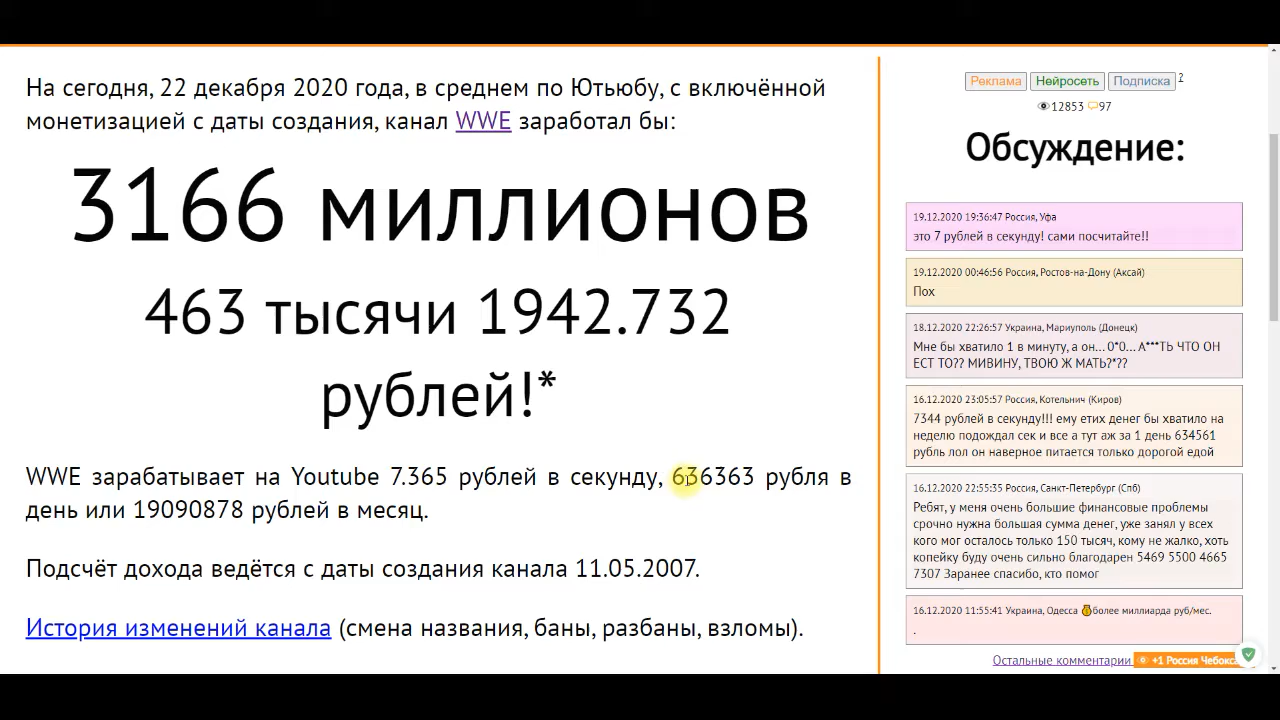 На сегодня, 22 декабря 2020 года, в среднем по Ютьюбу, с включённой
монетизацией с даты создания, канал WWE заработал бы:
3166 миллионов
463 тысячи 1942.732
рублей!*
WWE зарабатывает на Youtube 7.365 рублей в секунду, 636363 рубля в
день или 19090878 рублей в месяц.
Подсчёт дохода ведётся с даты создания канала 11.05.2007.
История изменений канала (смена названия, баны, разбаны, взломы).
Реклама Нейросеть Подписка ?
12853 97
Обсуждение:
19.12.2020 19:36:47 Россия, Уфа
это 7 рублей в секунду! сами посчитайте!!
19.12.2020 00:46:56 Россия, Ростов-на-Дону (Аксай)
Пох
18.12.2020 22:26:57 Украина, Мариуполь (Донецк)
Мне бы хватило 1 в минуту, а он... 0*0... А***ТЬ ЧТО ОН
ЕСТ ТО?? МИВИНУ, ТВОЮ Ж МАТЬ?*??
16.12.2020 23:05:57 Россия, Котельнич (Киров)
7344 рублей в секунду!!! ему етих денег бы хватило на
неделю подождал сек и все а тут аж за 1 день 634561
рубль лол он наверное питается только дорогой едой
16.12.2020 22:55:35 Россия, Санкт-Петербург (Спб)
Ребят, у меня очень большие финансовые проблемы
срочно нужна большая сумма денег, уже занял у всех
кого мог осталось только 150 тысяч, кому не жалко, хоть
копейку буду очень сильно благодарен 5469 5500 4665
7307 Заранее спасибо, кто помог
16.12.2020 11:55:41 Украина, Одесса 💰более миллиарда руб/мес.
.
Остальные комментарии +1 Россия Чебокса